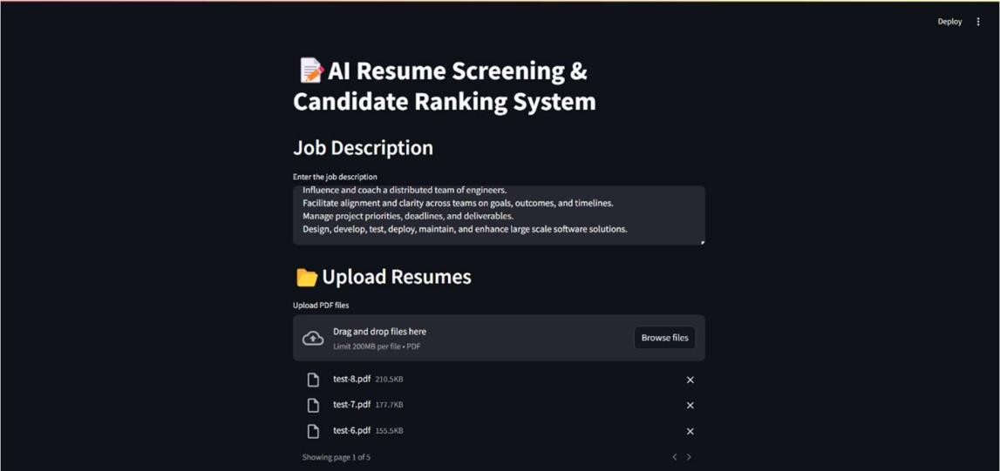 Deploy
AI Resume Screening &
Candidate Ranking System
Job Description
Enter the job description
Influence and coach a distributed team of engineers.
Facilitate alignment and clarity across teams on goals, outcomes, and timelines.
Manage project priorities, deadlines, and deliverables.
Design, develop, test, deploy, maintain, and enhance large scale software solutions.
Upload Resumes
Upload PDF files
Drag and drop files here
Limit 200MB per file • PDF
Browse files
test-8.pdf 210.5KB
test-7.pdf 177.7KB
test-6.pdf 155.5KB
Showing page 1 of 5